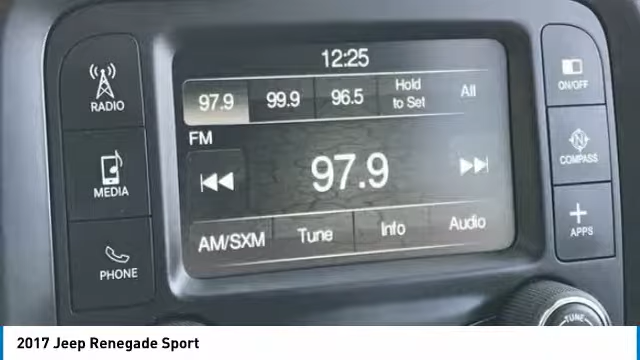 12:25
RADIO
97.9 99.9 96.5 Hold to Set All
ON/OFF
FM
97.9
COMPASS
MEDIA
N
AM/SXM Tune Info Audio
APPS
PHONE
TUNE
2017 Jeep Renegade Sport